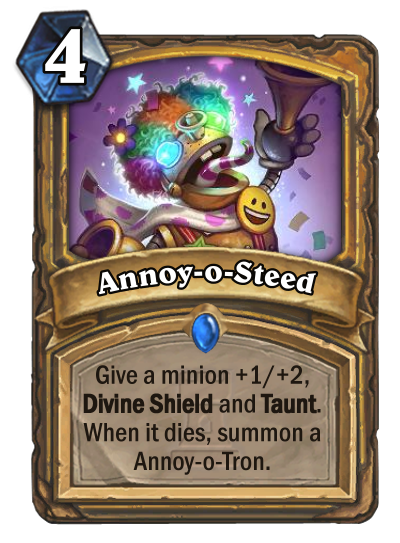 4
Annoy-o-Steed
Give a minion +1/+2,
Divine Shield and Taunt.
When it dies, summon a
Annoy-o-Tron.